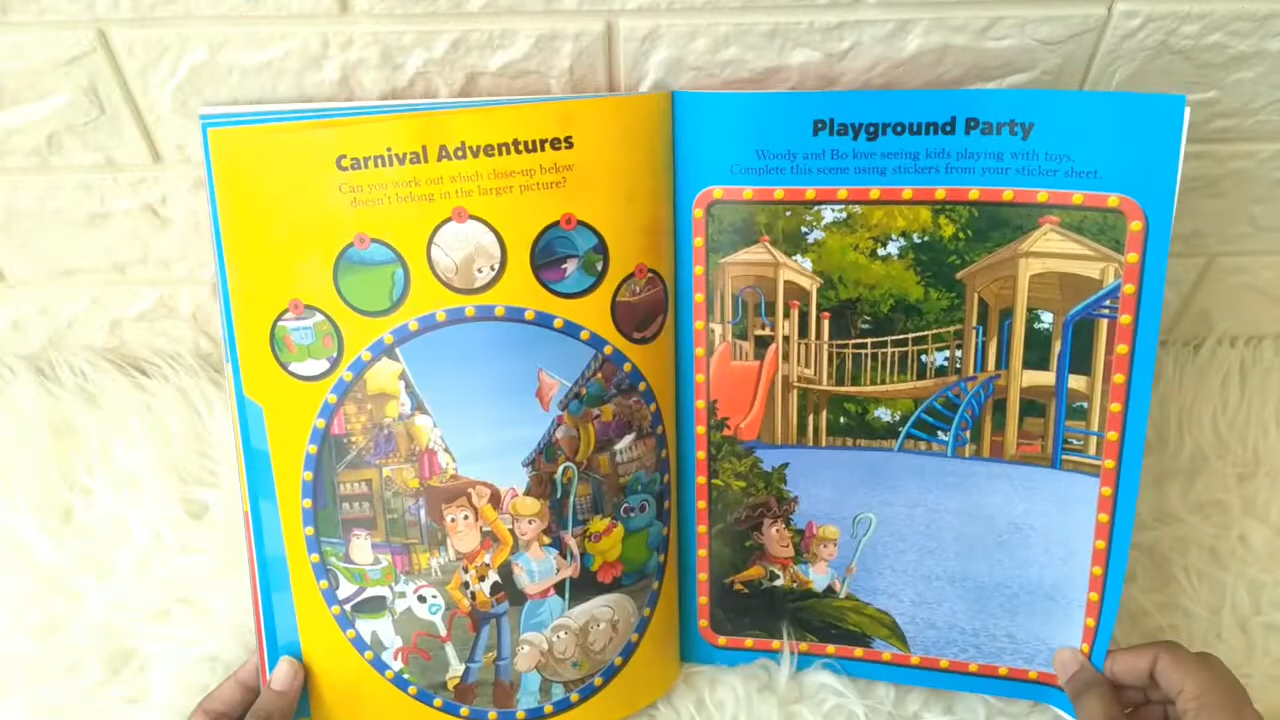 Carnival Adventures
Can you work out which close-up below
doesn't belong in the larger picture?
b
c
d
Playground Party
Woody and Bo love seeing kids playing with toys.
Complete this scene using stickers from your sticker sheet.